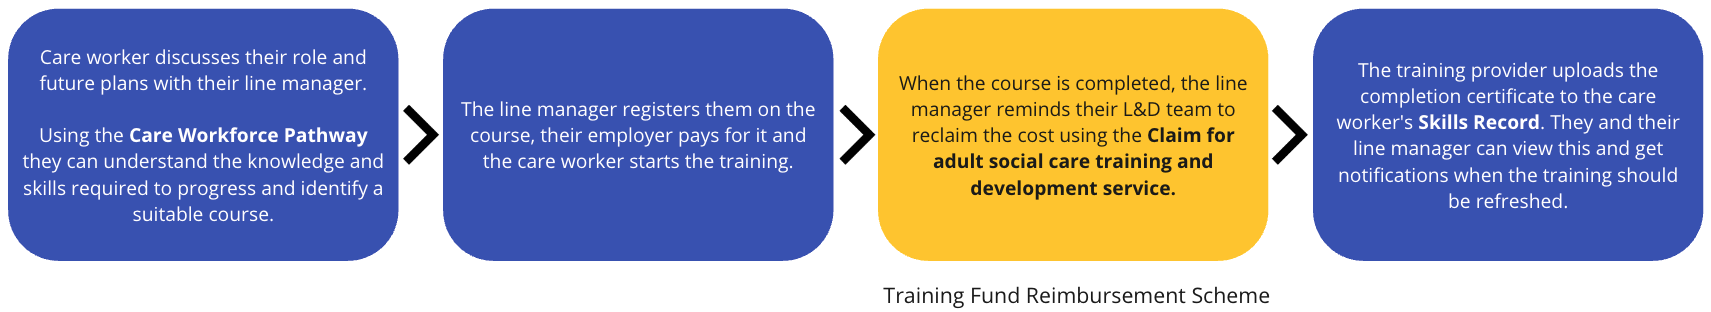 Care worker discusses their role and
future plans with their line manager.
Using the Care Workforce Pathway
they can understand the knowledge and
skills required to progress and identify a
suitable course.
The line manager registers them on the
course, their employer pays for it and
the care worker starts the training.
When the course is completed, the line
manager reminds their L&D team to
reclaim the cost using the Claim for
adult social care training and
development service.
The training provider uploads the
completion certificate to the care
worker's Skills Record. They and their
line manager can view this and get
notifications when the training should
be refreshed.
Training Fund Reimbursement Scheme